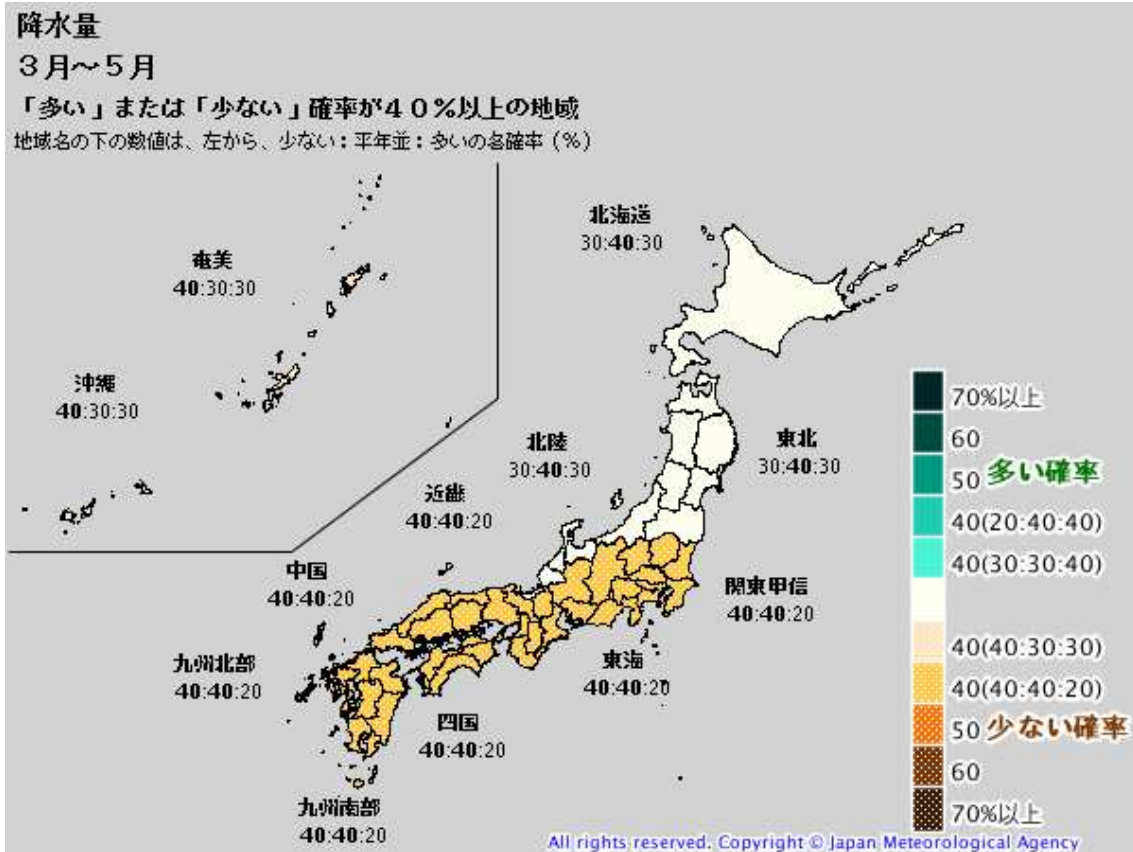 降水量
３月～５月
「多い」または「少ない」確率が４０％以上の地域
地域名の下の数値は、左から、少ない：平年並：多いの各確率（％）
北海道
30:40:30
奄美
40:30:30
沖縄
40:30:30
北陸
30:40:30
東北
30:40:30
近畿
40:40:20
中国
40:40:20
関東甲信
40:40:20
九州北部
40:40:20
東海
40:40:20
四国
40:40:20
九州南部
40:40:20
70%以上
60
50 多い確率
40(20:40:40)
40(30:30:40)
40(40:30:30)
40(40:40:20)
50 少ない確率
60
70%以上
All rights reserved. Copyright © Japan Meteorological Agency